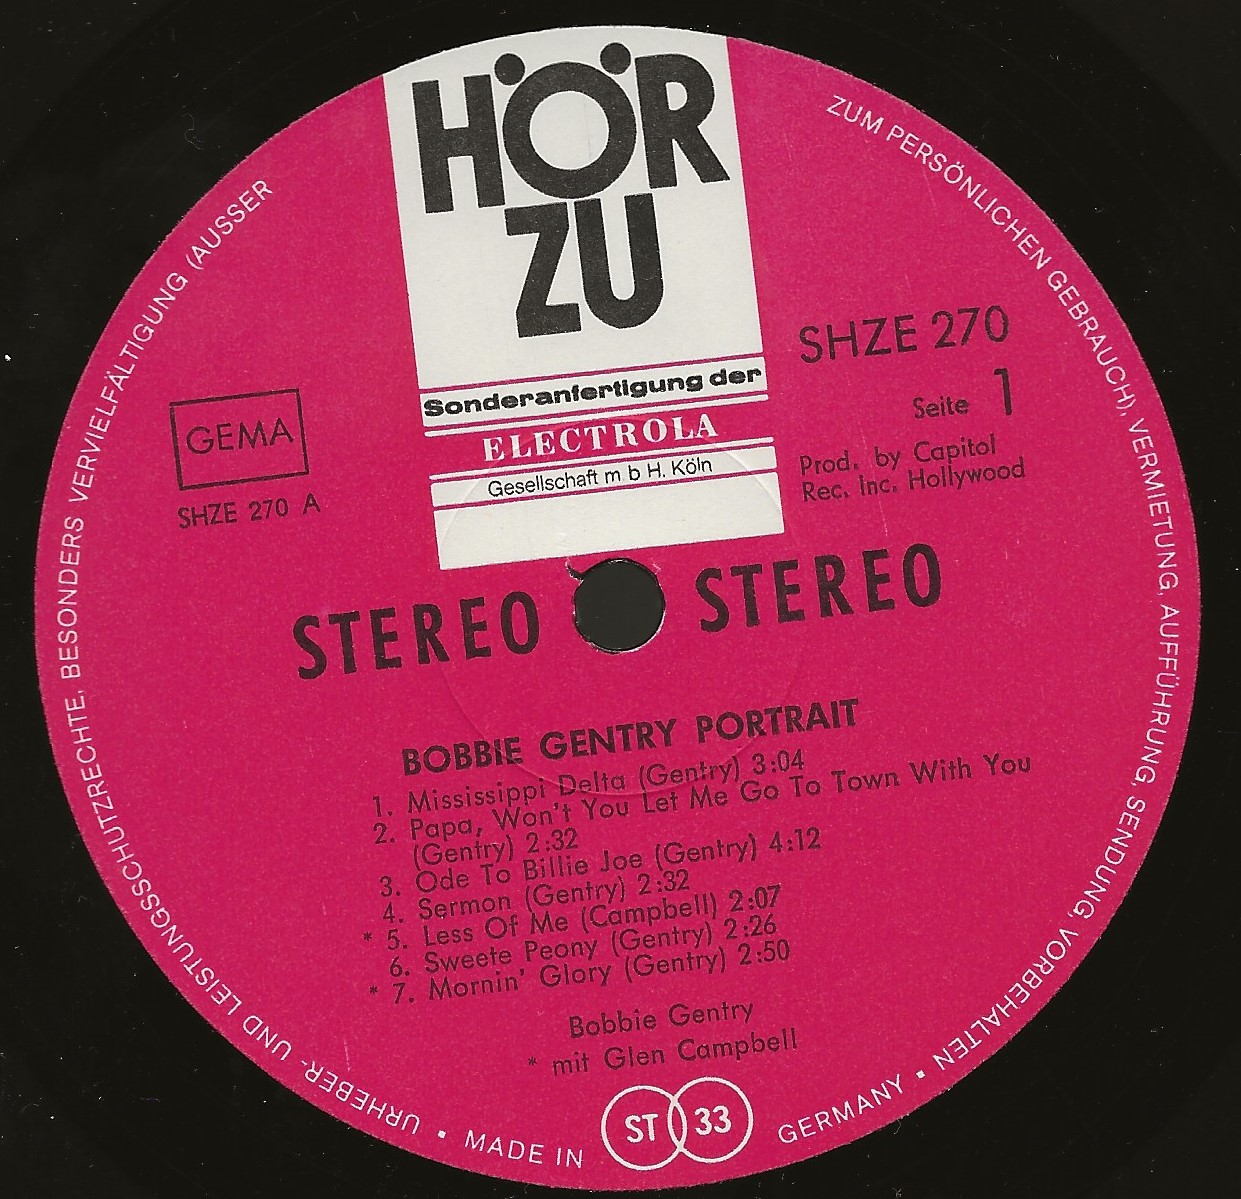 HÖR
ZU
Sonderanfertigung der
ELECTROLA
Gesellschaft m b H. Köln
GEMA
SHZE 270 A
SHZE 270
Seite 1
Prod. by Capitol
Rec. Inc. Hollywood
STEREO STEREO
BOBBIE GENTRY PORTRAIT
1. Mississippi Delta (Gentry) 3:04
2. Papa, Won't You Let Me Go To Town With You
(Gentry) 2:32
3. Ode To Billie Joe (Gentry) 4:12
4. Sermon (Gentry) 2:32
* 5. Less Of Me (Campbell) 2:07
6. Sweete Peony (Gentry) 2:26
* 7. Mornin' Glory (Gentry) 2:50
Bobbie Gentry
* mit Glen Campbell
ST 33
URHEBER- UND LEISTUNGSSCHUTZRECHTE, BESONDERS VERVIELFÄLTIGUNG (AUSSER
ZUM PERSÖNLICHEN GEBRAUCH), VERMIETUNG, AUFFÜHRUNG, SENDUNG, VORBEHALTEN ▪
▪ MADE IN GERMANY